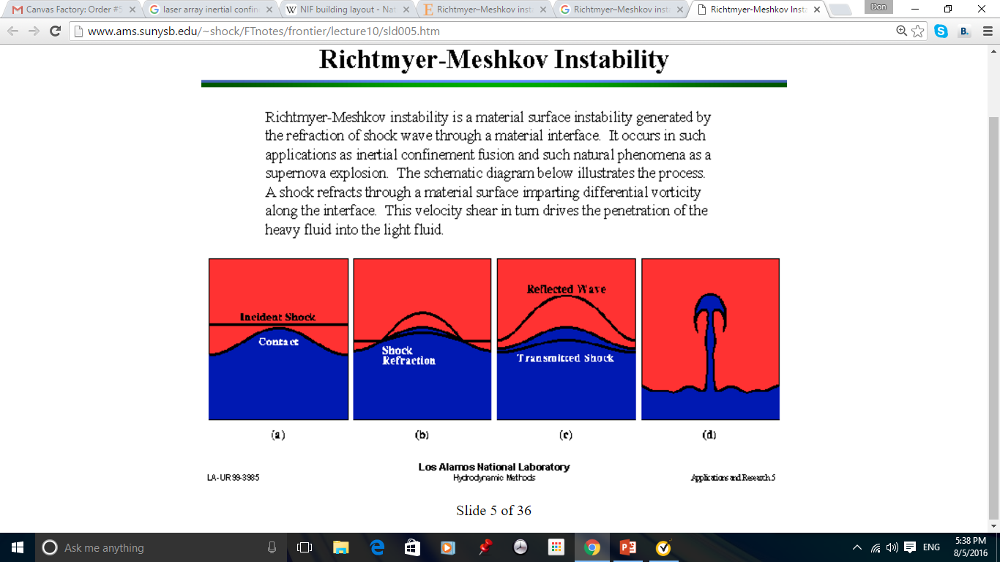 Canvas Factory: Order #5
laser array inertial confin
NIF building layout - Nat
Richtmyer–Meshkov inst
Richtmyer–Meshkov inst
Richtmyer-Meshkov Insta
Don
www.ams.sunysb.edu/~shock/FTnotes/frontier/lecture10/sld005.htm
Richtmyer-Meshkov Instability
Richtmyer-Meshkov instability is a material surface instability generated by
the refraction of shock wave through a material interface. It occurs in such
applications as inertial confinement fusion and such natural phenomena as a
supernova explosion. The schematic diagram below illustrates the process.
A shock refracts through a material surface imparting differential vorticity
along the interface. This velocity shear in turn drives the penetration of the
heavy fluid into the light fluid.
Incident Shock
Contact
Shock
Refraction
Reflected Wave
Transmitted Shock
(a)
(b)
(c)
(d)
Los Alamos National Laboratory
LA-UR 99-3985
Hydrodynamic Methods
Applications and Research 5
Slide 5 of 36
Ask me anything
ENG
5:38 PM
8/5/2016